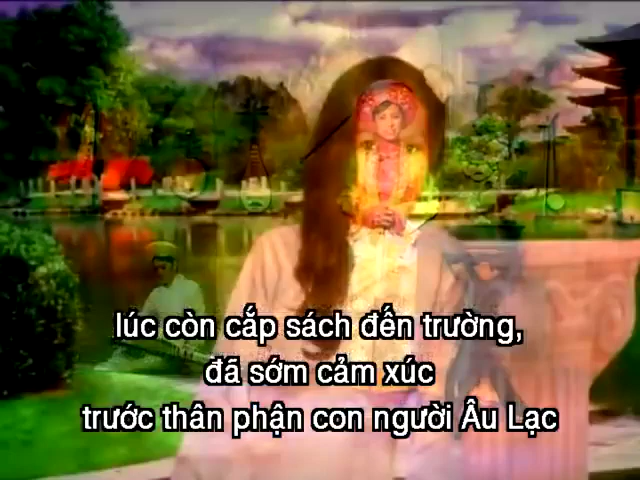 lúc còn cắp sách đến trường,
đã sớm cảm xúc
trước thân phận con người Âu Lạc